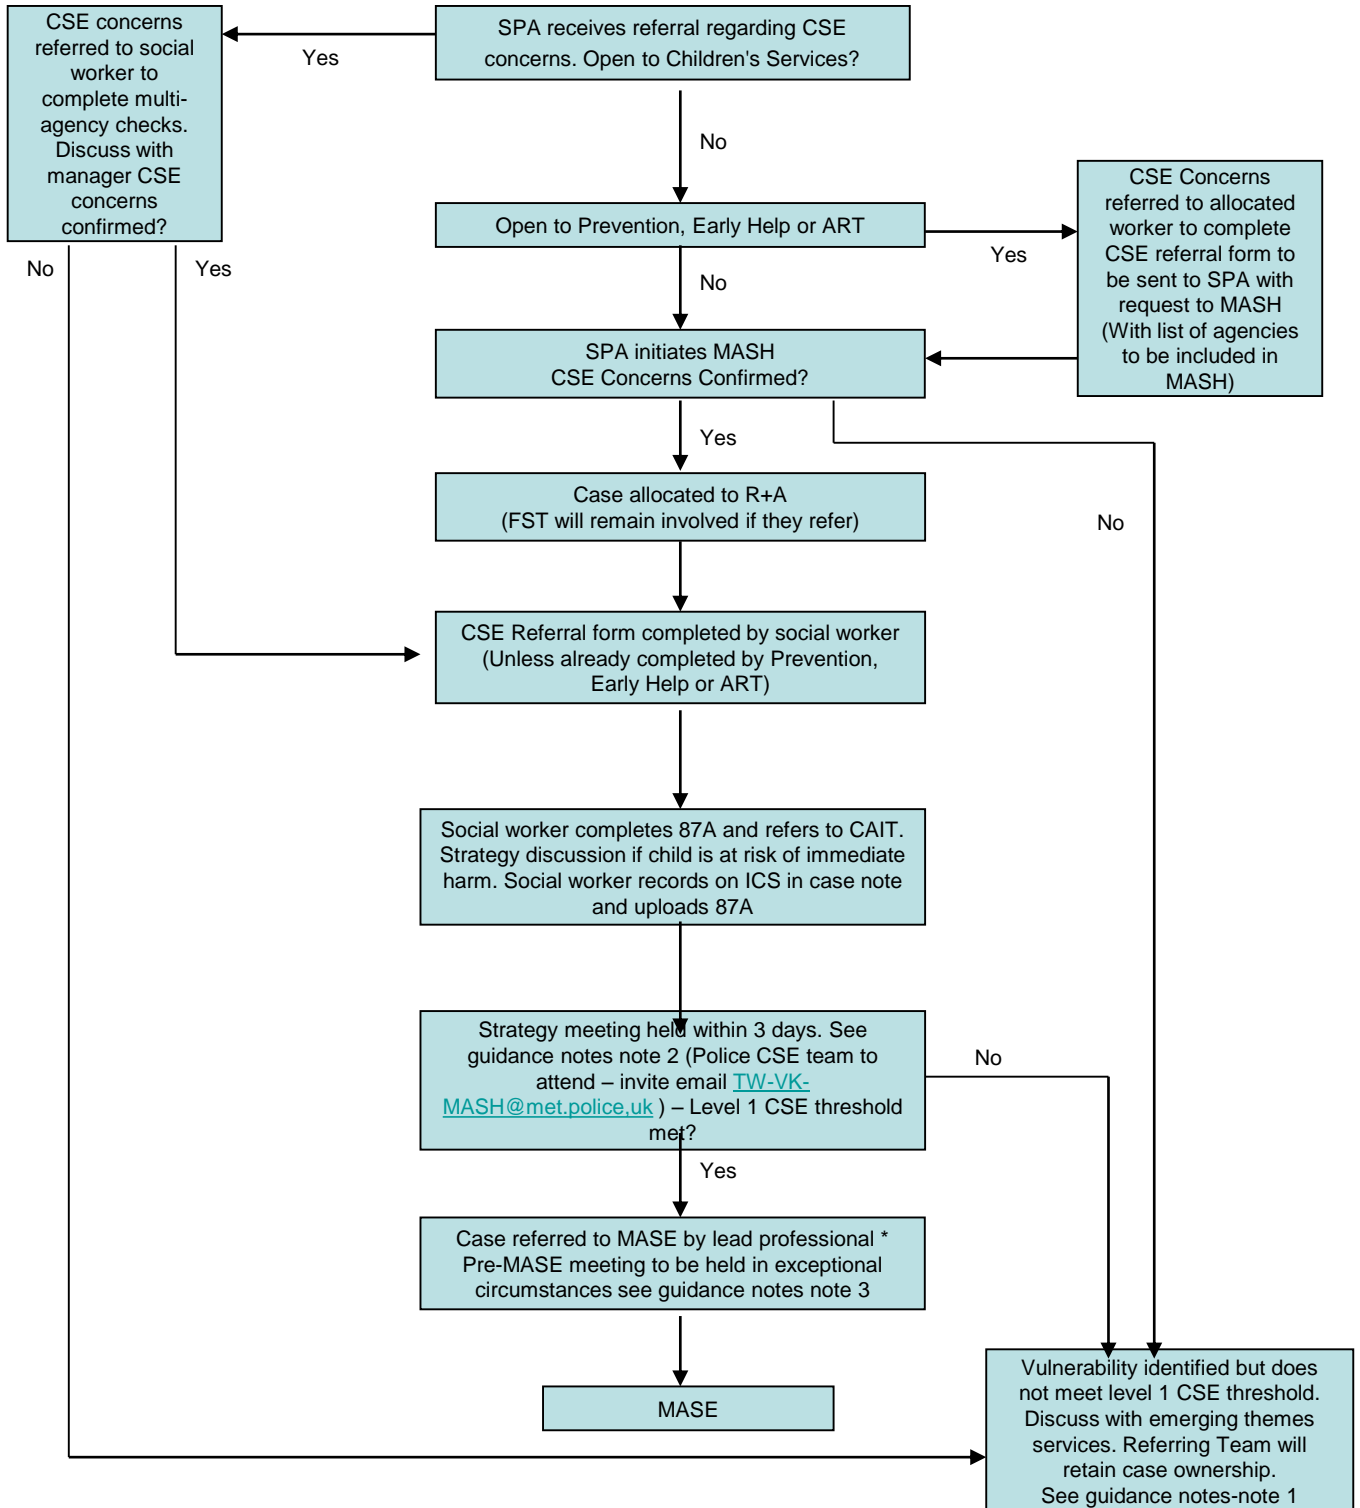 CSE concerns
referred to social
worker to
complete multi-
agency checks.
Discuss with
manager CSE
concerns
confirmed?
SPA receives referral regarding CSE
concerns. Open to Children's Services?
Yes
No
CSE Concerns
referred to allocated
worker to complete
CSE referral form to
be sent to SPA with
request to MASH
(With list of agencies
to be included in
MASH)
Open to Prevention, Early Help or ART
Yes
No
No
Yes
SPA initiates MASH
CSE Concerns Confirmed?
Yes
No
Case allocated to R+A
(FST will remain involved if they refer)
CSE Referral form completed by social worker
(Unless already completed by Prevention,
Early Help or ART)
Social worker completes 87A and refers to CAIT.
Strategy discussion if child is at risk of immediate
harm. Social worker records on ICS in case note
and uploads 87A
Strategy meeting held within 3 days. See
guidance notes note 2 (Police CSE team to
attend – invite email TW-VK-
MASH@met.police,uk ) – Level 1 CSE threshold
met?
No
Yes
Case referred to MASE by lead professional *
Pre-MASE meeting to be held in exceptional
circumstances see guidance notes note 3
MASE
Vulnerability identified but does
not meet level 1 CSE threshold.
Discuss with emerging themes
services. Referring Team will
retain case ownership.
See guidance notes-note 1